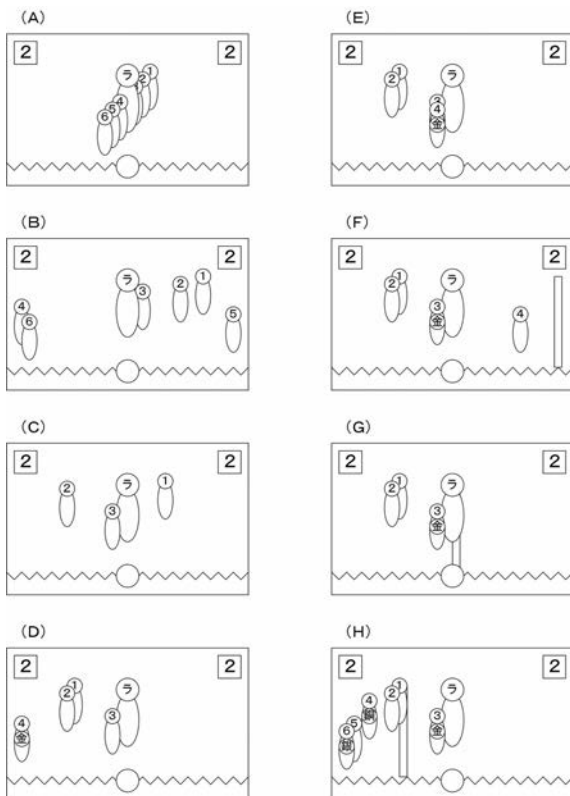 (A)
2 2
ラ ① ②
④ ⑤ ⑥
(B)
2 2
ラ ① ② ③
④ ⑤ ⑥
(C)
2 2
② ラ ①
③
(D)
2 2
① ② ラ
④ ③
金
(E)
2 2
① ② ラ
③
④
金
(F)
2 2
① ② ラ
③ ④
金
(G)
2 2
① ② ラ
③
金
(H)
2 2
① ② ラ
④
⑤ ③
⑥ 金